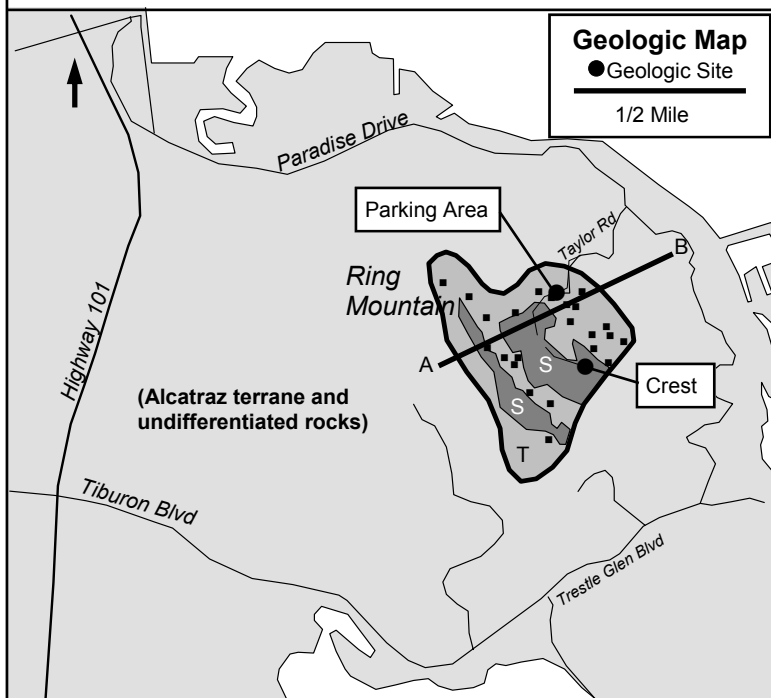 Geologic Map
Geologic Site
1/2 Mile
Paradise Drive
Parking Area
Taylor Rd
B
Ring
Mountain
Highway 101
A
S
Crest
(Alcatraz terrane and
undifferentiated rocks)
S
T
Tiburon Blvd
Trestle Glen Blvd